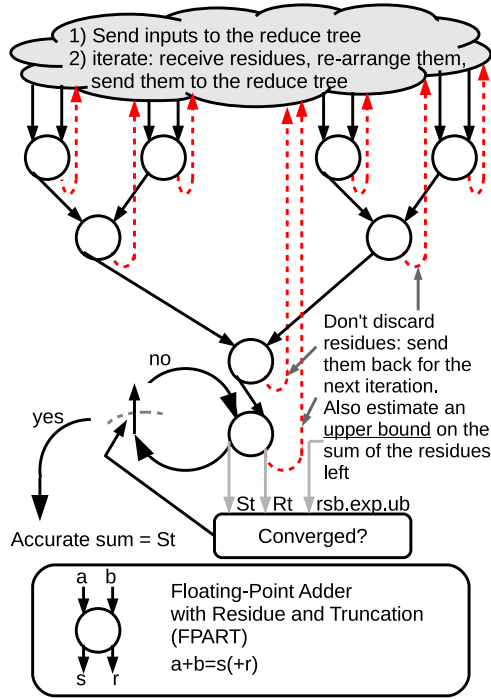 1) Send inputs to the reduce tree
2) iterate: receive residues, re-arrange them,
send them to the reduce tree
Don't discard
residues: send
them back for the
next iteration.
Also estimate an
upper bound on the
sum of the residues
left
no
yes
St
Rt
rsb.exp.ub
Accurate sum = St
Converged?
a
b
s
r
Floating-Point Adder
with Residue and Truncation
(FPART)
a+b=s(+r)